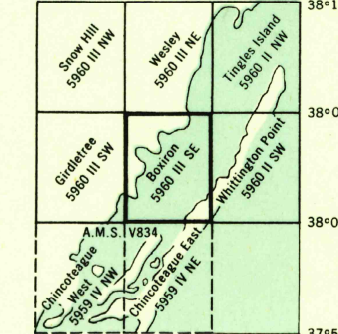 38°1
Snow Hill
5960 III NW
Wesley
5960 III NE
Tingles Island
5960 II NW
38°0
Girdletree
5960 III SW
Boxiron
5960 III SE
Whittington Point
5960 II SW
38°0
A.M.S. V834
Chincoteague
West
5959 IV NW
Chincoteague East
5959 IV NE
37°5